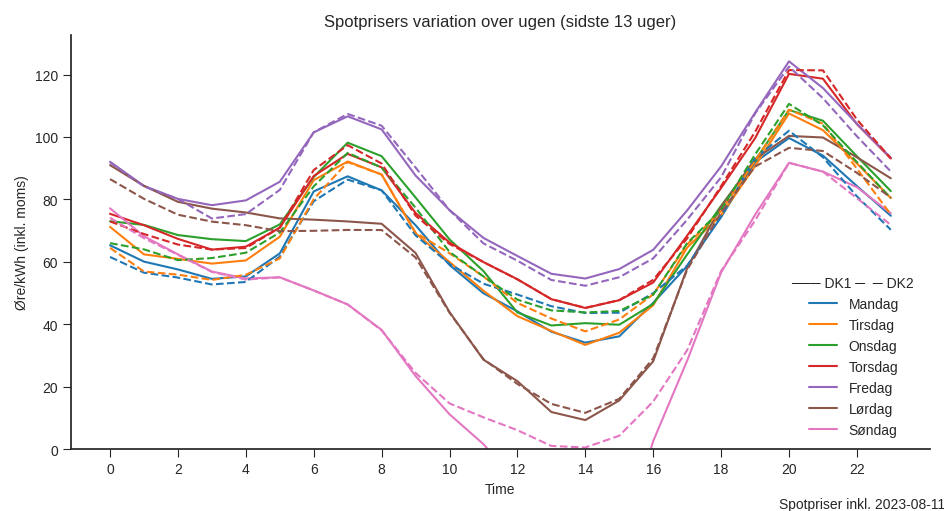 Spotprisers variation over ugen (sidste 13 uger)
Øre/kWh (inkl. moms)
120
100
80
60
40
20
0
0 2 4 6 8 10 12 14 16 18 20 22
Time
DK1 DK2
Mandag
Tirsdag
Onsdag
Torsdag
Fredag
Lørdag
Søndag
Spotpriser inkl. 2023-08-11